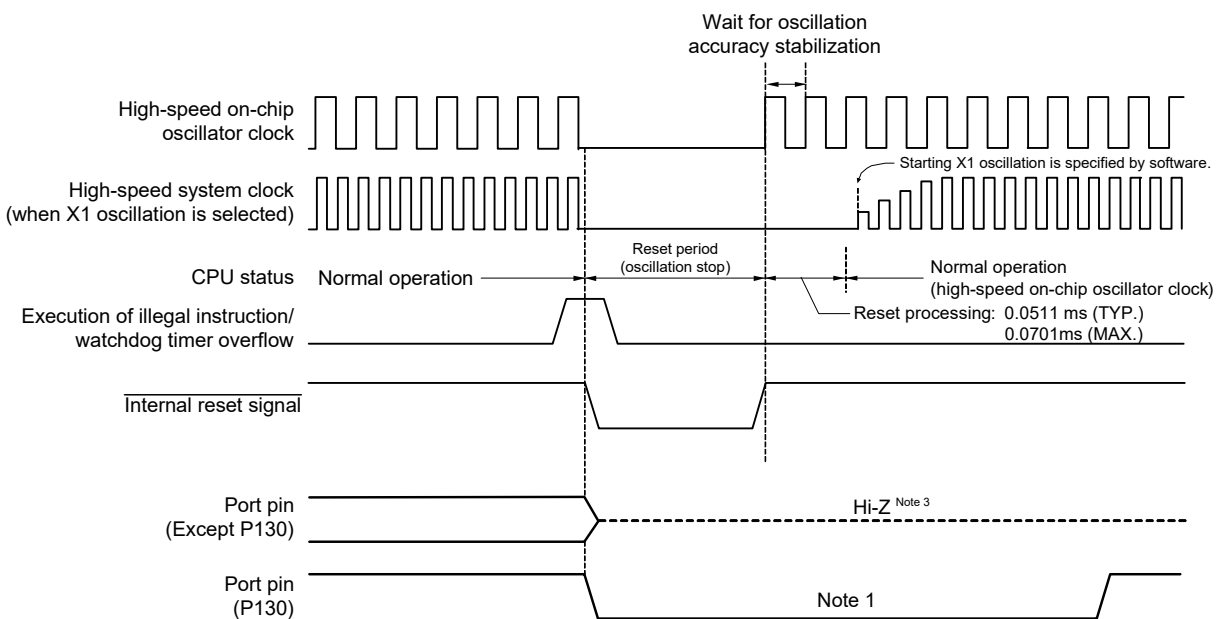 Wait for oscillation
accuracy stabilization
High-speed on-chip
oscillator clock
Starting X1 oscillation is specified by software.
High-speed system clock
(when X1 oscillation is selected)
CPU status
Normal operation
Reset period
(oscillation stop)
Normal operation
(high-speed on-chip oscillator clock)
Reset processing: 0.0511 ms (TYP.)
0.0701ms (MAX.)
Execution of illegal instruction/
watchdog timer overflow
Internal reset signal
Port pin
(Except P130)
Hi-Z Note 3
Port pin
(P130)
Note 1